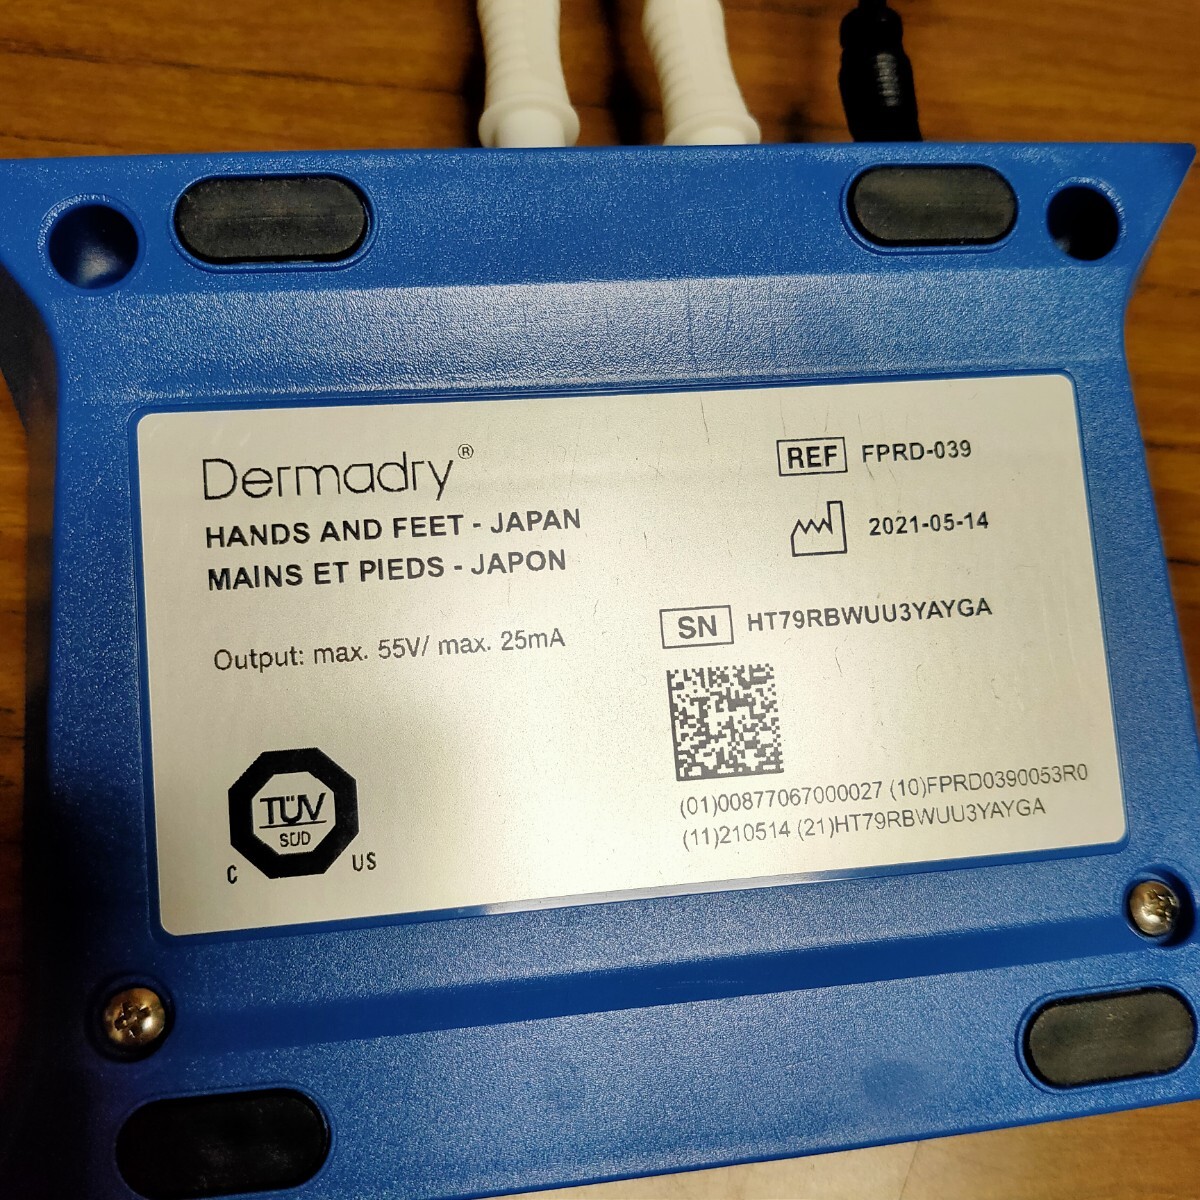 Dermadry®
HANDS AND FEET - JAPAN
MAINS ET PIEDS - JAPON
Output: max. 55V/ max. 25mA
TÜV
SÜD
C US
REF FPRD-039
2021-05-14
SN HT79RBWUU3YAYGA
(01)00877067000027 (10)FPRD0390053R0
(11)210514 (21)HT79RBWUU3YAYGA